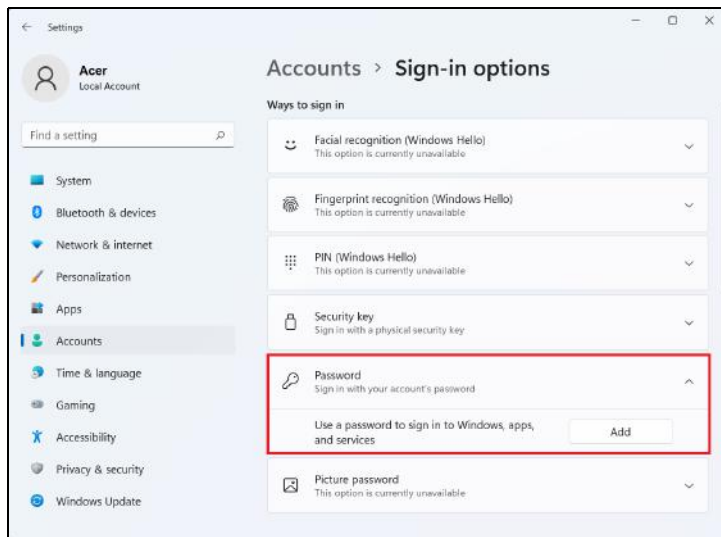 Settings
Acer
Local Account
Find a setting
System
Bluetooth & devices
Network & internet
Personalization
Apps
Accounts
Time & language
Gaming
Accessibility
Privacy & security
Windows Update
Accounts > Sign-in options
Ways to sign in
Facial recognition (Windows Hello)
This option is currently unavailable
Fingerprint recognition (Windows Hello)
This option is currently unavailable
PIN (Windows Hello)
This option is currently unavailable
Security key
Sign in with a physical security key
Password
Sign in with your account's password
Use a password to sign in to Windows, apps,
and services
Add
Picture password
This option is currently unavailable